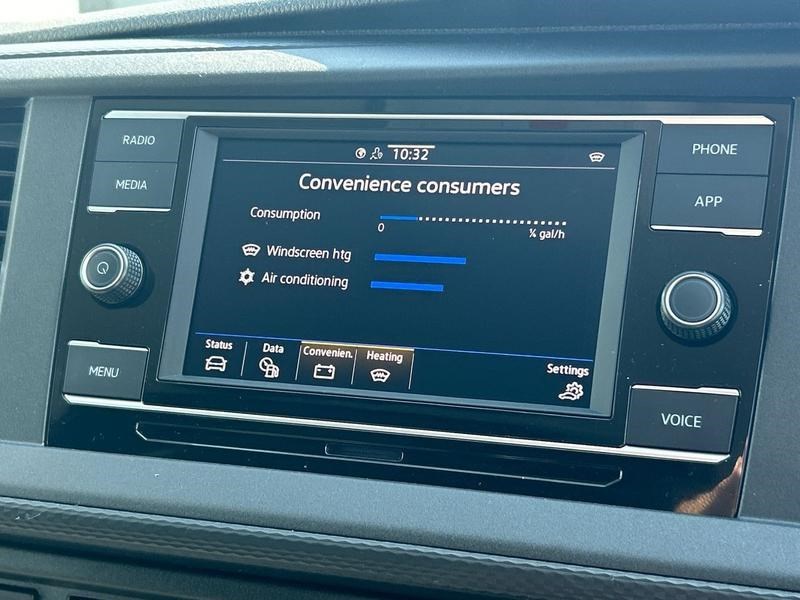 RADIO
MEDIA
MENU
10:32
Convenience consumers
Consumption
0
¼ gal/h
Windscreen htg
Air conditioning
Status
Data
Convenien.
Heating
Settings
PHONE
APP
VOICE